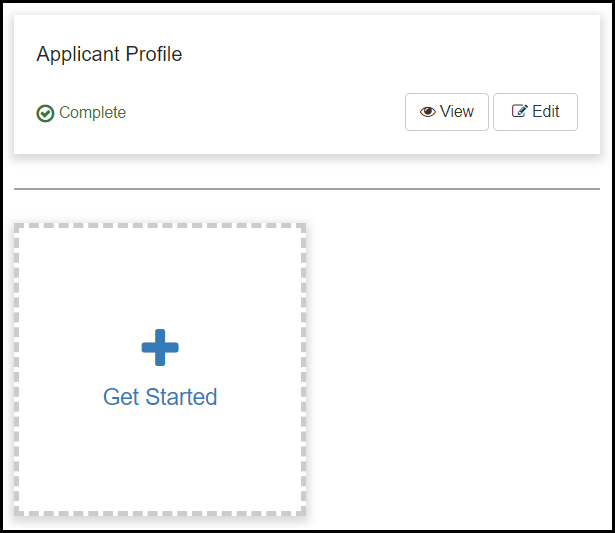 Applicant Profile
Complete
View
Edit
Get Started